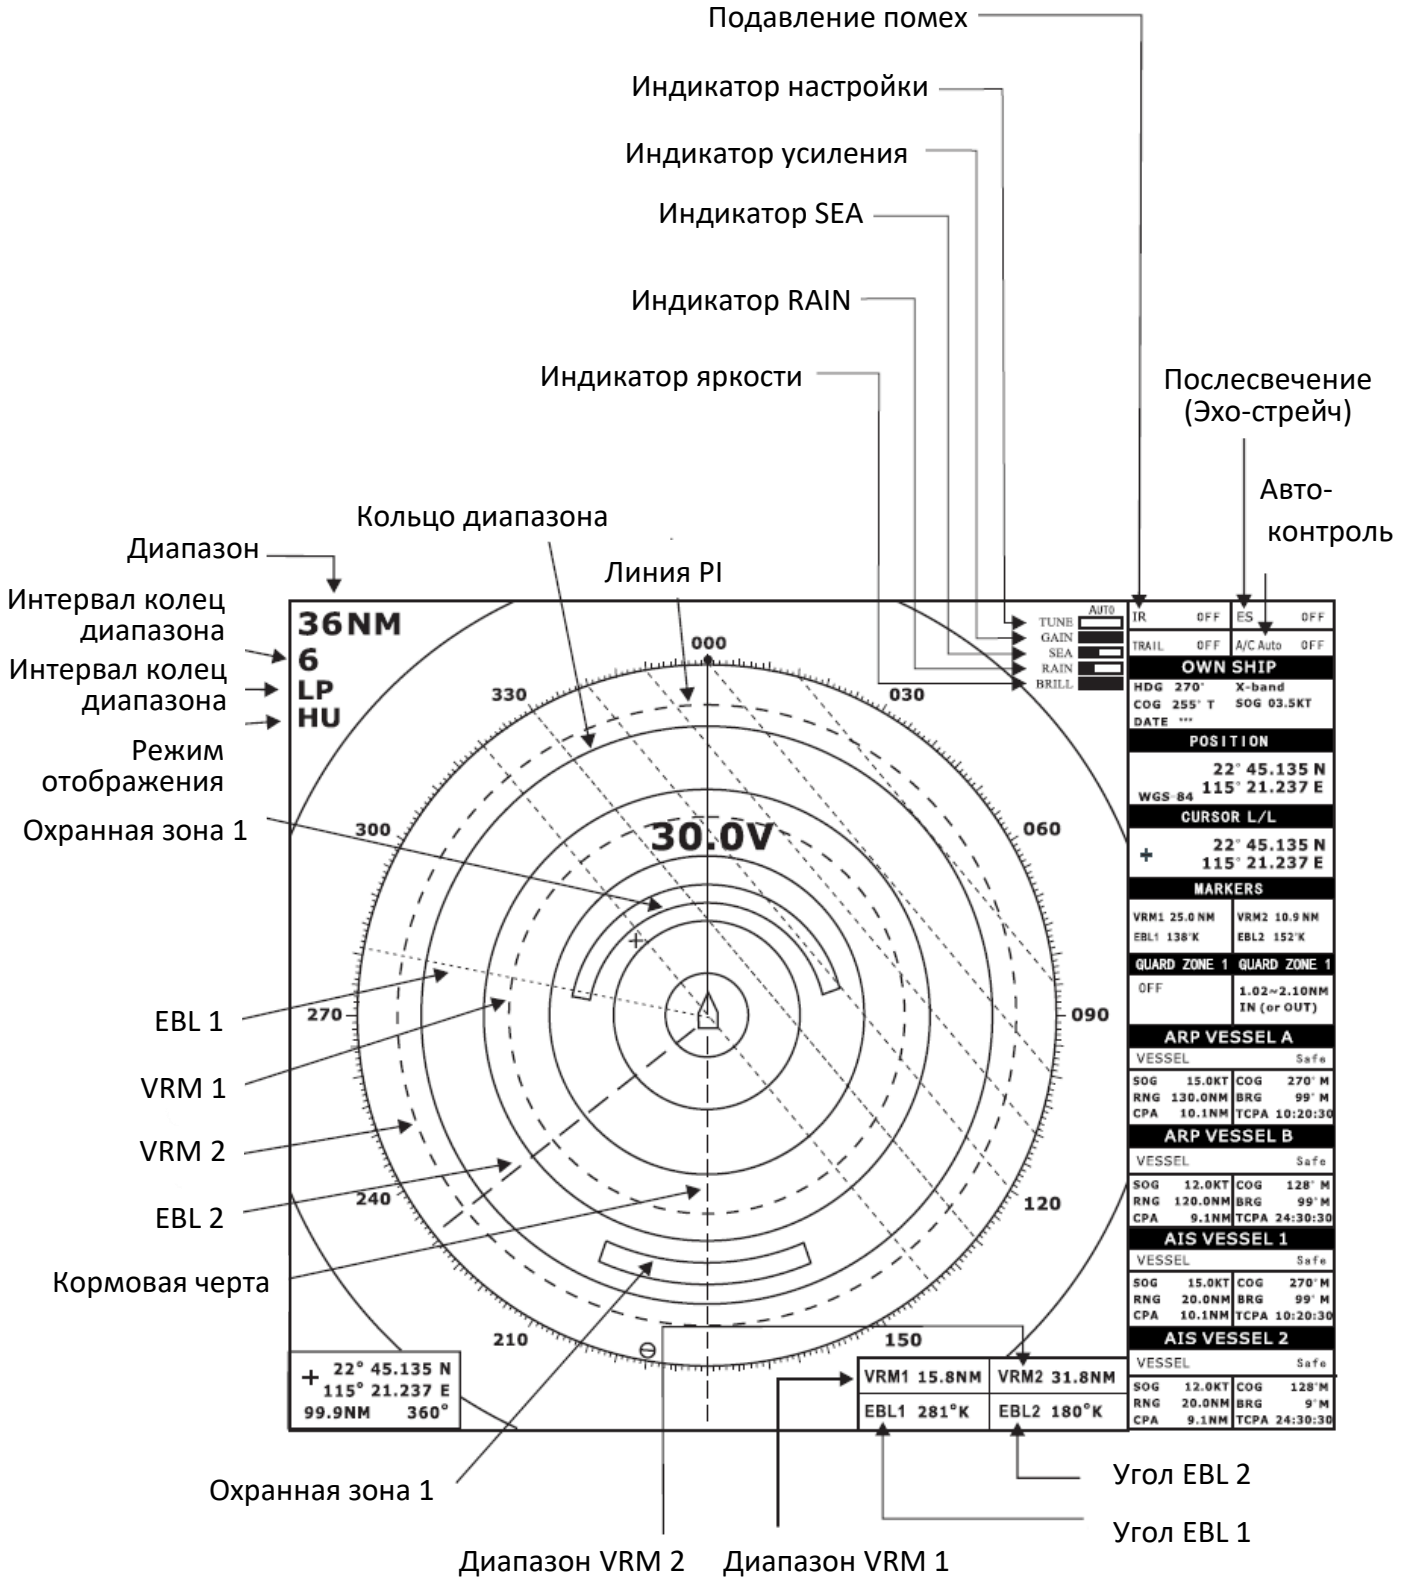 Подавление помех
Индикатор настройки
Индикатор усиления
Индикатор SEA
Индикатор RAIN
Индикатор яркости
Послесвечение
(Эхо-стрейч)
Авто-
контроль
Кольцо диапазона
Линия PI
Диапазон
Интервал колец
диапазона
Интервал колец
диапазона
Режим
отображения
Охранная зона 1
EBL 1
VRM 1
VRM 2
EBL 2
Кормовая черта
36NM
6
LP
HU
000
030
060
090
120
150
210
240
270
300
330
30.0V
AUTO
TUNE
GAIN
SEA
RAIN
BRILL
IR OFF ES OFF
TRAIL OFF A/C Auto OFF
OWN SHIP
HDG 270° X-band
COG 255° T SOG 03.5KT
DATE ***
POSITION
22° 45.135 N
115° 21.237 E
WGS-84
CURSOR L/L
+ 22° 45.135 N
115° 21.237 E
MARKERS
VRM1 25.0 NM VRM2 10.9 NM
EBL1 138°K EBL2 152°K
GUARD ZONE 1 GUARD ZONE 1
OFF 1.02~2.10NM
IN (or OUT)
ARP VESSEL A
VESSEL Safe
SOG 15.0KT COG 270° M
RNG 130.0NM BRG 99° M
CPA 10.1NM TCPA 10:20:30
ARP VESSEL B
VESSEL Safe
SOG 12.0KT COG 128° M
RNG 120.0NM BRG 99° M
CPA 9.1NM TCPA 24:30:30
AIS VESSEL 1
VESSEL Safe
SOG 15.0KT COG 270°M
RNG 20.0NM BRG 99° M
CPA 10.1NM TCPA 10:20:30
AIS VESSEL 2
VESSEL Safe
SOG 12.0KT COG 128°M
RNG 20.0NM BRG 9°M
CPA 9.1NM TCPA 24:30:30
+ 22° 45.135 N
115° 21.237 E
99.9NM 360°
VRM1 15.8NM VRM2 31.8NM
EBL1 281°K EBL2 180°K
Охранная зона 1
Диапазон VRM 2
Диапазон VRM 1
Угол EBL 2
Угол EBL 1